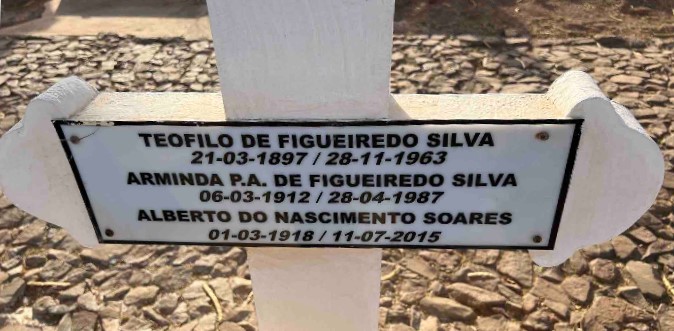 TEOFILO DE FIGUEIREDO SILVA
21-03-1897 / 28-11-1963
ARMINDA P.A. DE FIGUEIREDO SILVA
06-03-1912 / 28-04-1987
ALBERTO DO NASCIMENTO SOARES
01-03-1918 / 11-07-2015